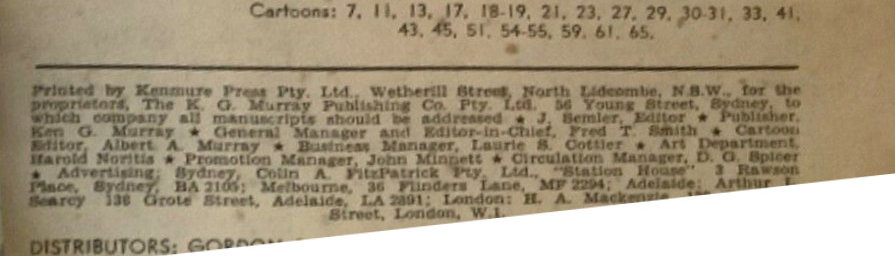 Cartoons: 7, 11, 13, 17, 18-19, 21, 23, 27, 29, 30-31, 33, 41,
43, 45, 51, 54-55, 59, 61, 65.
Printed by Kenmure Press Pty. Ltd., Wetherill Street, North Lidcombe, N.S.W., for the
proprietors, The K. G. Murray Publishing Co. Pty. Ltd. 56 Young Street, Sydney, to
which company all manuscripts should be addressed ★ J. Semler, Editor ★ Publisher,
Ken G. Murray ★ General Manager and Editor-in-Chief, Fred T. Smith ★ Cartoon
Editor, Albert A. Murray ★ Business Manager, Laurie S. Cottier ★ Art Department,
Harold Noritis ★ Promotion Manager, John Minnett ★ Circulation Manager, D. G. Spicer
★ Advertising: Sydney, Colin A. FitzPatrick Pty. Ltd., "Station House" 3 Rawson
Place, Sydney, BA 2105; Melbourne, 36 Flinders Lane, MF 2294; Adelaide: Arthur L.
Searcy 136 Grote Street, Adelaide, LA 2891; London: H. A. Mackenzie,
Street, London, W.1.
DISTRIBUTORS: GORDON